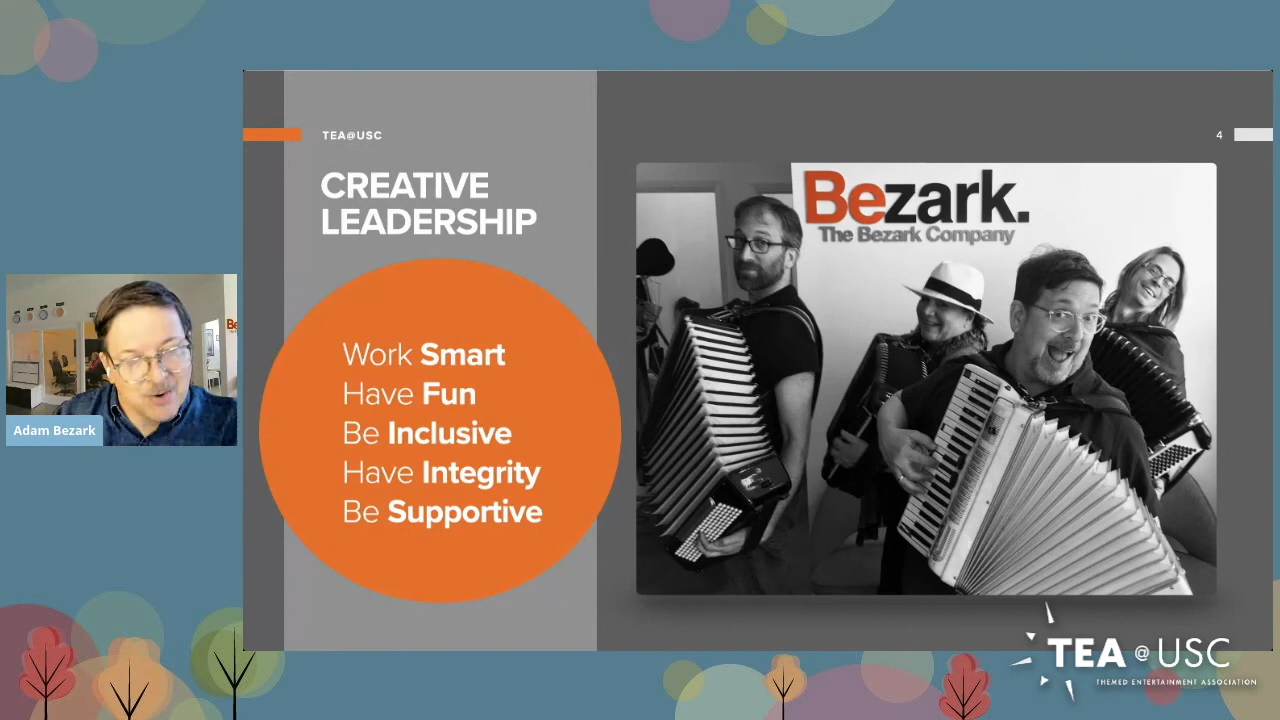 TEA@USC
4
CREATIVE
LEADERSHIP
Work Smart
Have Fun
Be Inclusive
Have Integrity
Be Supportive
Bezark.
The Bezark Company
Be
Adam Bezark
TEA @ USC
THEMED ENTERTAINMENT ASSOCIATION